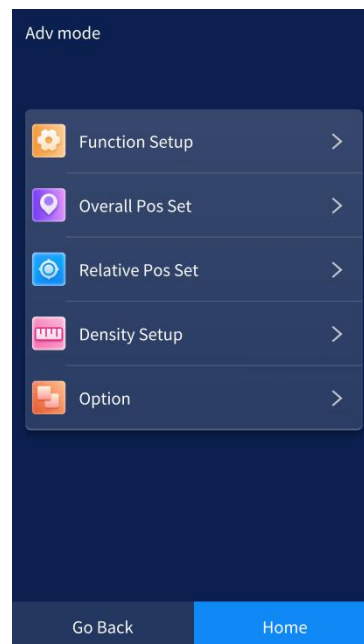 Adv mode
Function Setup
Overall Pos Set
Relative Pos Set
Density Setup
Option
Go Back
Home